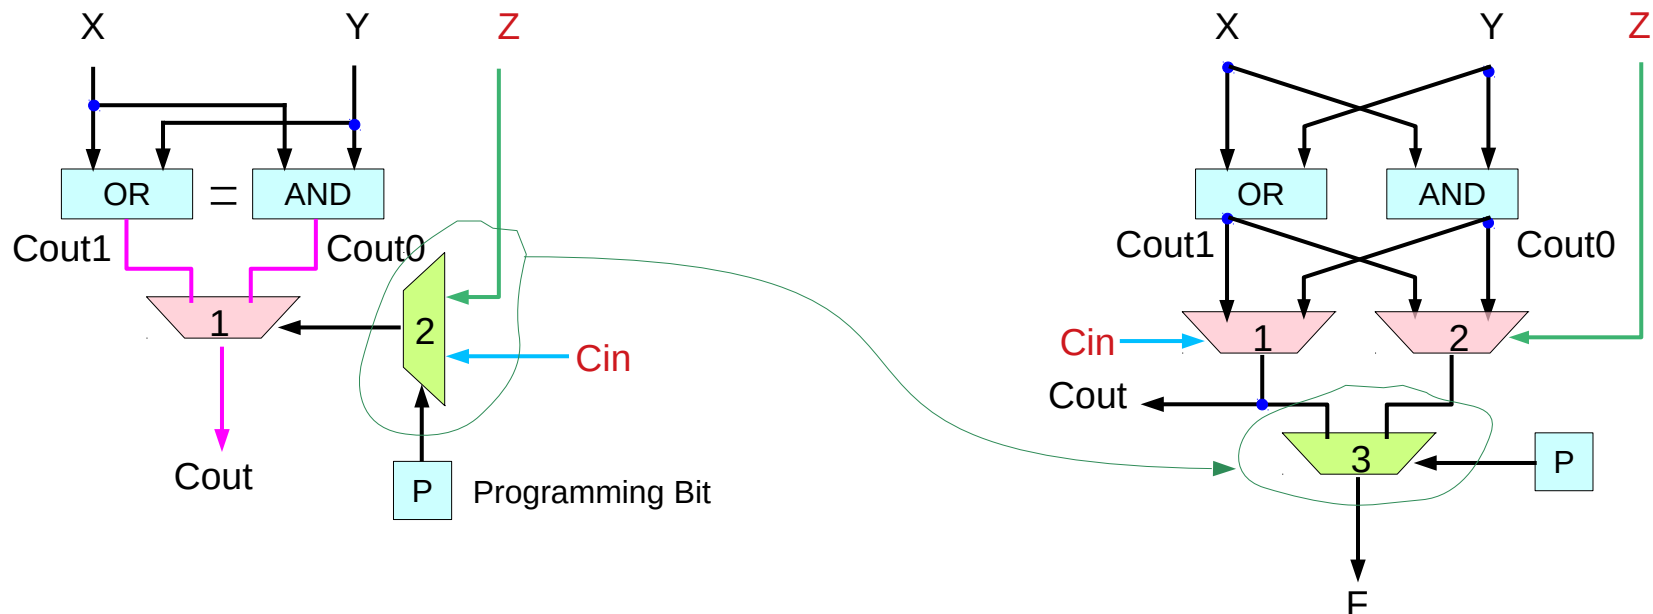 X Y Z
OR = AND
Cout1 Cout0
1
2
Cin
Cout
P Programming Bit
X Y Z
OR AND
Cout1 Cout0
Cin 1 2
Cout
3 P
F